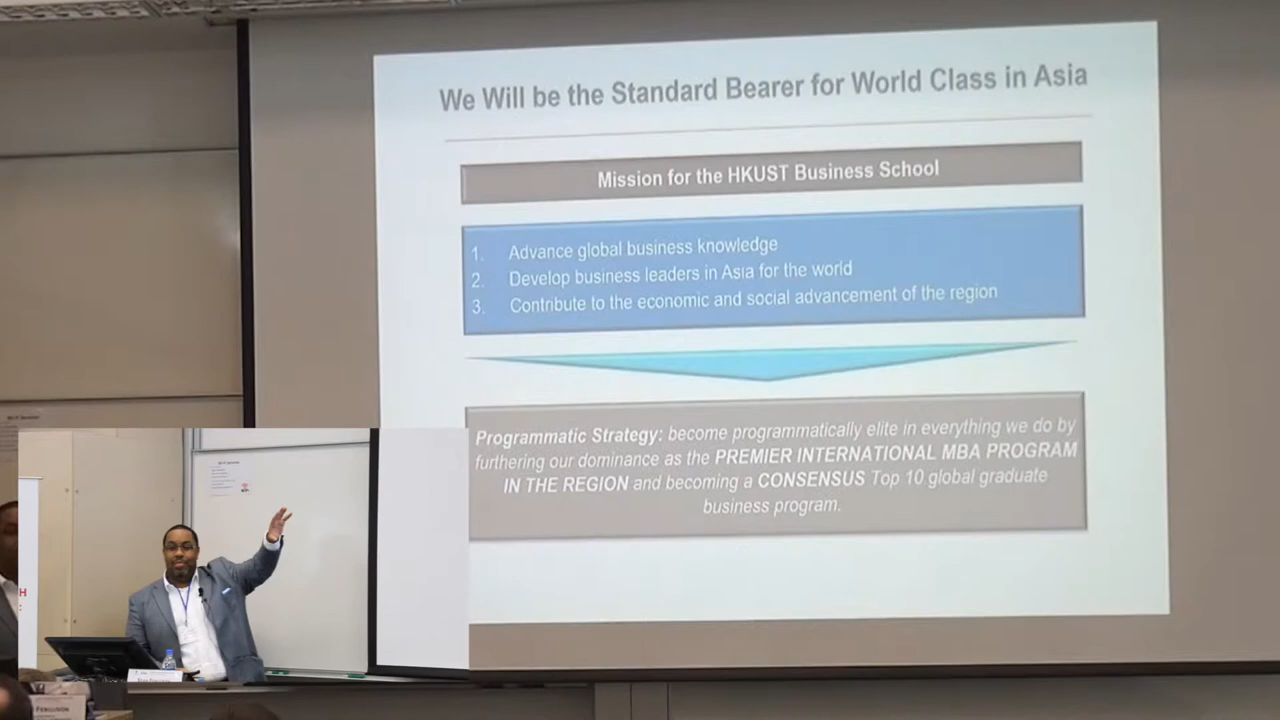 We Will be the Standard Bearer for World Class in Asia
Mission for the HKUST Business School
1. Advance global business knowledge
2. Develop business leaders in Asia for the world
3. Contribute to the economic and social advancement of the region
Programmatic Strategy: become programmatically elite in everything we do by
furthering our dominance as the PREMIER INTERNATIONAL MBA PROGRAM
IN THE REGION and becoming a CONSENSUS Top 10 global graduate
business program.
H
:
FERGUSON